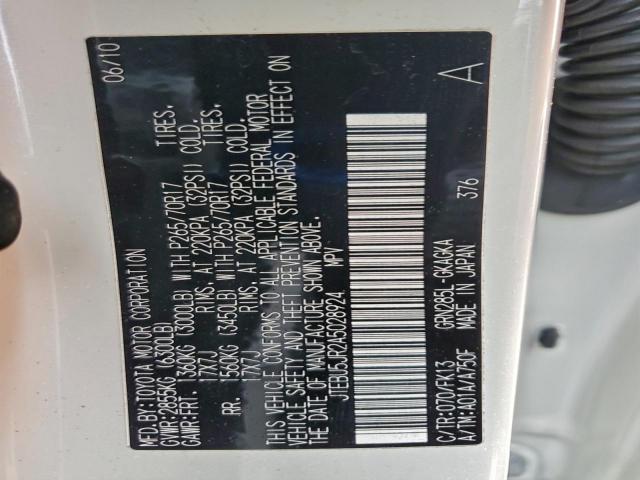 MFD.BY:TOYOTA MOTOR CORPORATION 06/10
GVWR:2855KG (6300LB)
GAWR:FRT. 1360KG (3000LB) WITH P265/70R17 TIRES.
17X7J RIMS. AT 220KPA (32PSI) COLD.
RR. 1560KG (3450LB) WITH P265/70R17 TIRES.
17X7J RIMS. AT 220KPA (32PSI) COLD.
THIS VEHICLE CONFORMS TO ALL APPLICABLE FEDERAL MOTOR
VEHICLE SAFETY AND THEFT PREVENTION STANDARDS IN EFFECT ON
THE DATE OF MANUFACTURE SHOWN ABOVE.
JTEBU5JR2A5028924 MPV
C/TR:070/FK13 GRN285L-GKAGKA A
A/TM:A01A/A750F MADE IN JAPAN 376